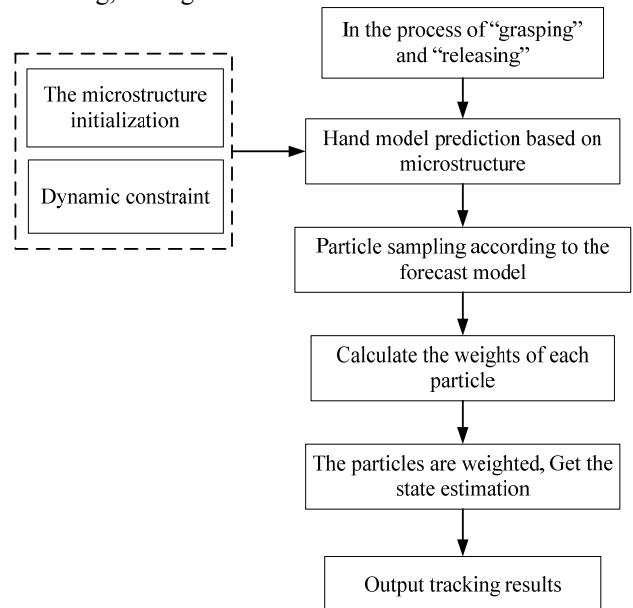 In the process of “grasping”
and “releasing”
The microstructure
initialization
Dynamic constraint
Hand model prediction based on
microstructure
Particle sampling according to the
forecast model
Calculate the weights of each
particle
The particles are weighted, Get the
state estimation
Output tracking results